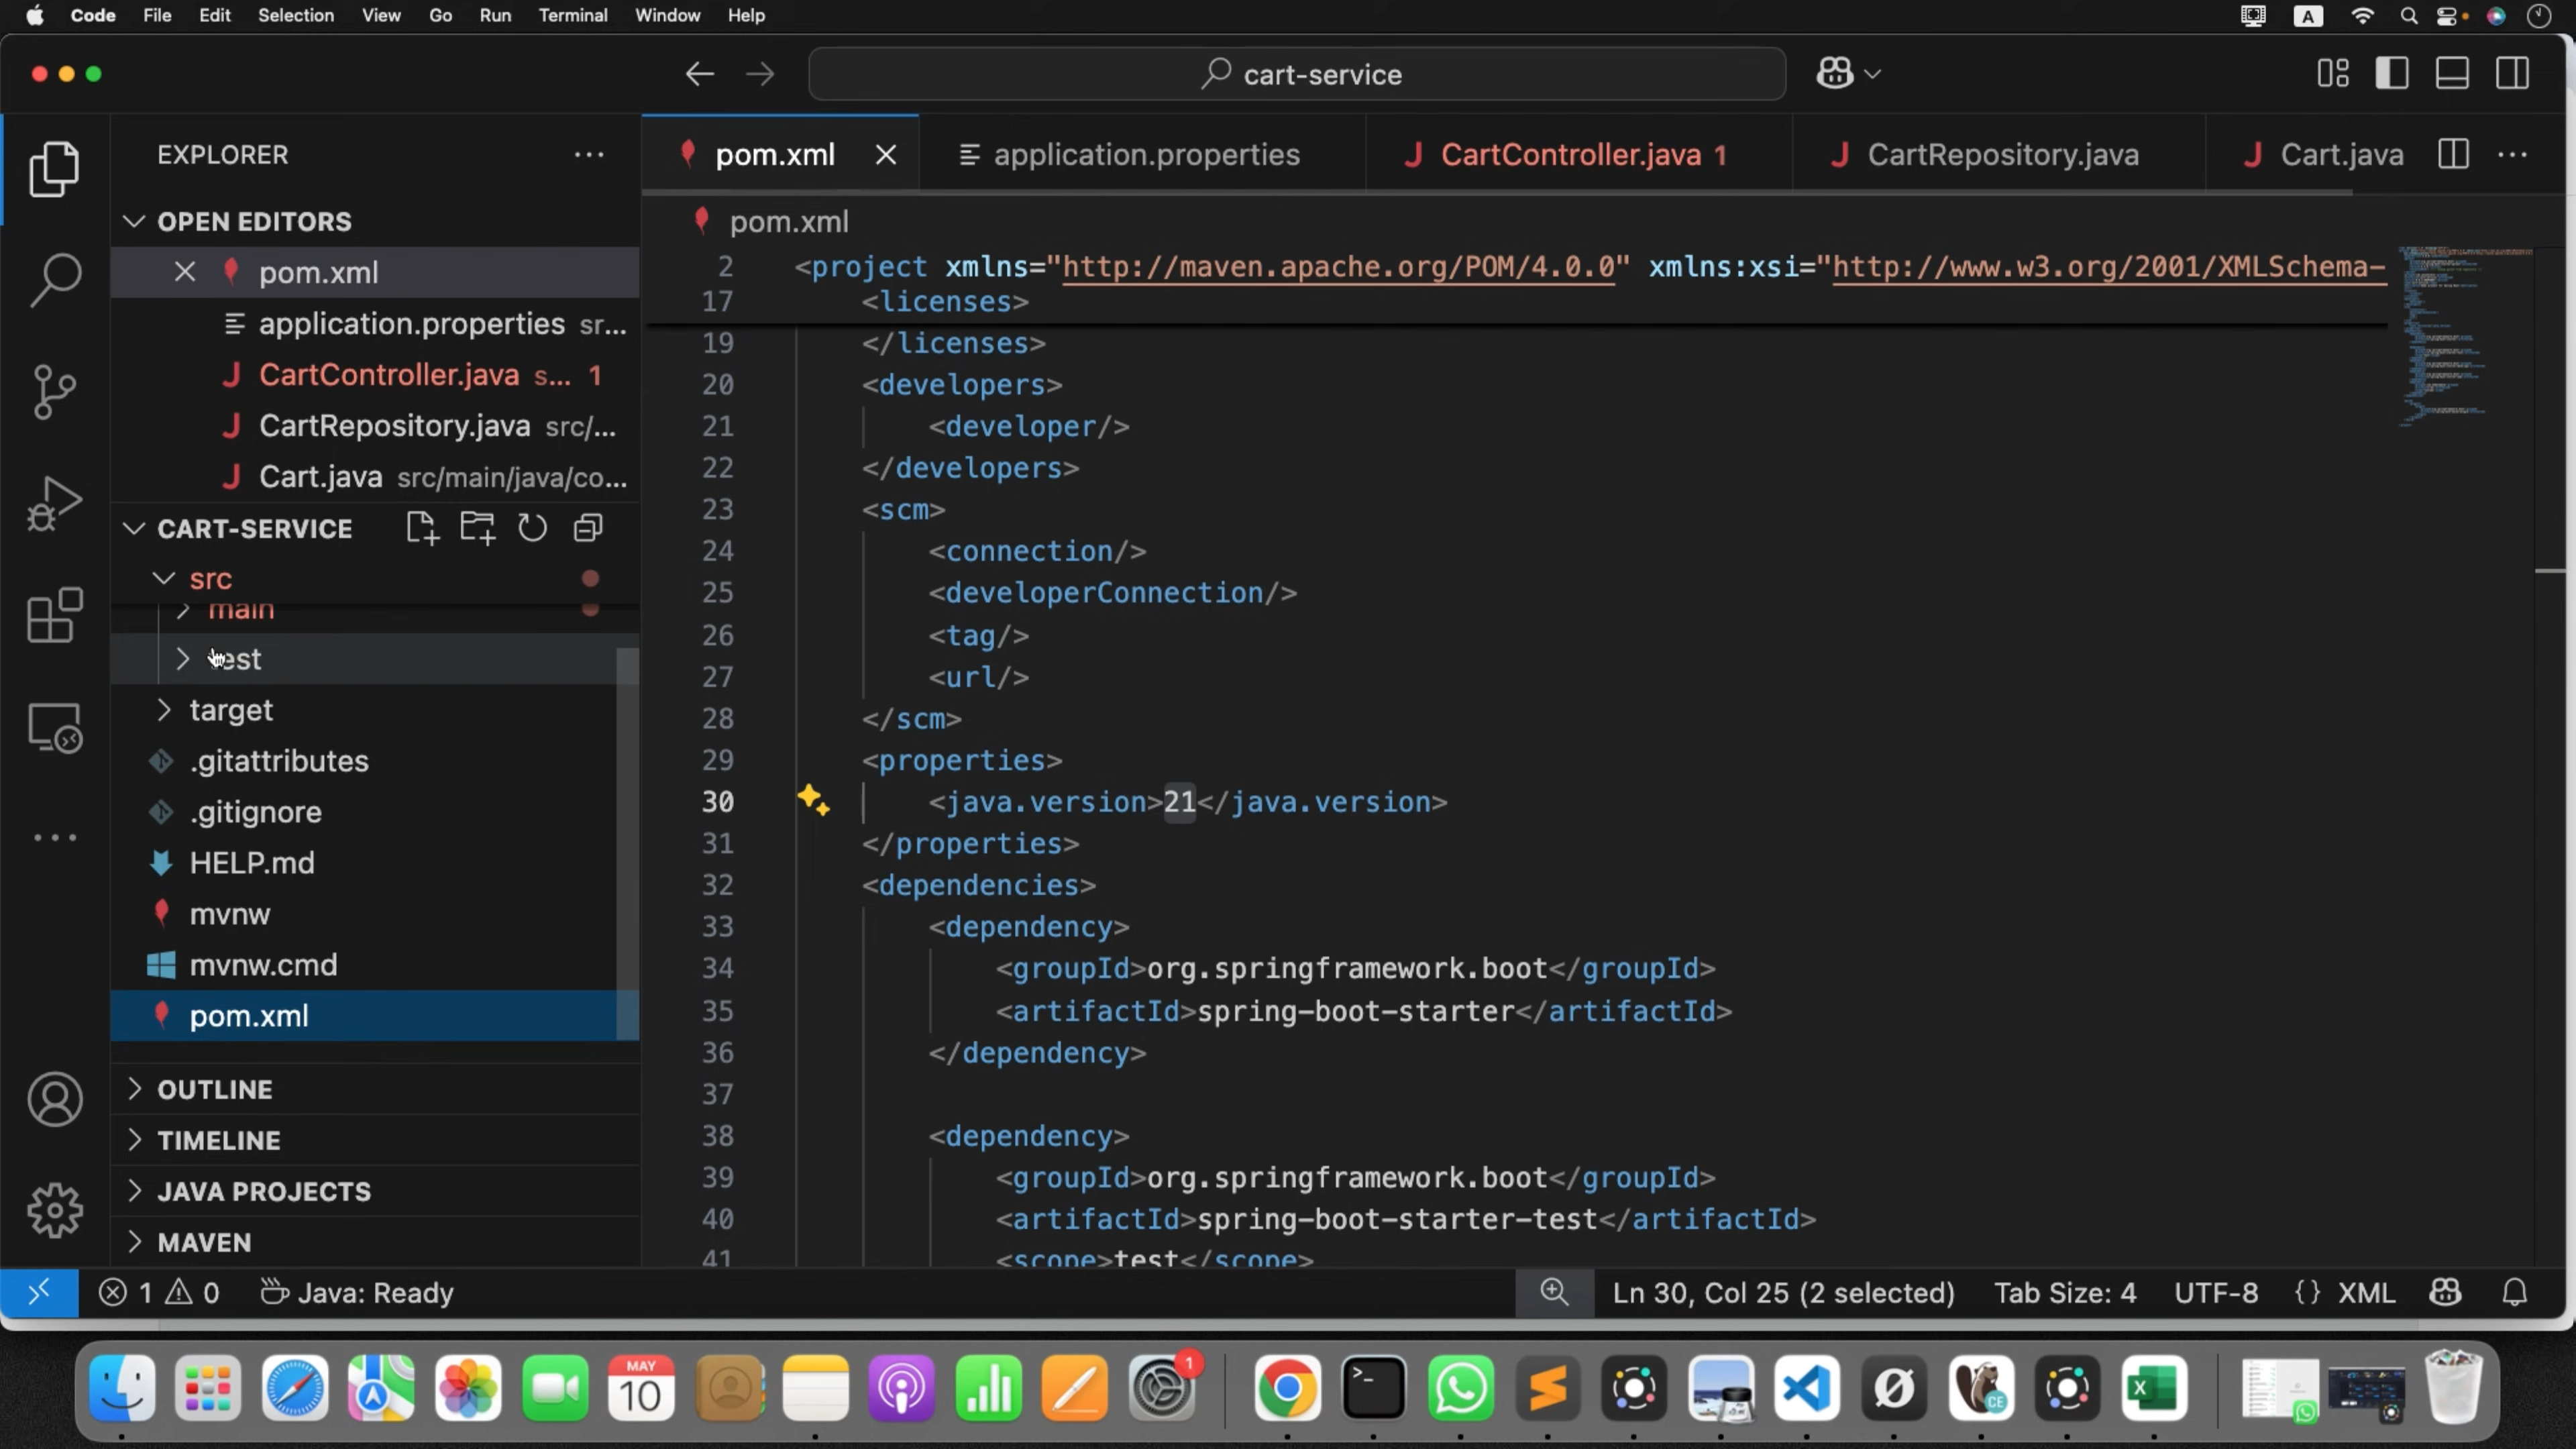 Code File Edit Selection View Go Run Terminal Window Help A
cart-service
EXPLORER
OPEN EDITORS
pom.xml
application.properties sr...
CartController.java s... 1
CartRepository.java src/...
Cart.java src/main/java/co...
CART-SERVICE
src
main
test
target
.gitattributes
.gitignore
HELP.md
mvnw
mvnw.cmd
pom.xml
OUTLINE
TIMELINE
JAVA PROJECTS
MAVEN
pom.xml application.properties CartController.java 1 CartRepository.java Cart.java
pom.xml
2 <project xmlns="http://maven.apache.org/POM/4.0.0" xmlns:xsi="http://www.w3.org/2001/XMLSchema-
17 <licenses>
19 </licenses>
20 <developers>
21 <developer/>
22 </developers>
23 <scm>
24 <connection/>
25 <developerConnection/>
26 <tag/>
27 <url/>
28 </scm>
29 <properties>
30 <java.version>21</java.version>
31 </properties>
32 <dependencies>
33 <dependency>
34 <groupId>org.springframework.boot</groupId>
35 <artifactId>spring-boot-starter</artifactId>
36 </dependency>
37
38 <dependency>
39 <groupId>org.springframework.boot</groupId>
40 <artifactId>spring-boot-starter-test</artifactId>
41 <scope>test</scope>
1 0 Java: Ready Ln 30, Col 25 (2 selected) Tab Size: 4 UTF-8 {} XML
MAY
10
1
>_
CE
X